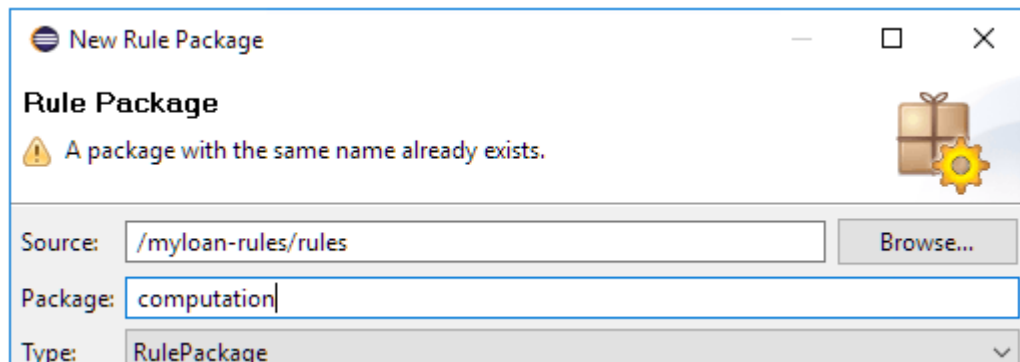 New Rule Package
Rule Package
A package with the same name already exists.
Source: /myloan-rules/rules Browse...
Package: computation
Type: RulePackage